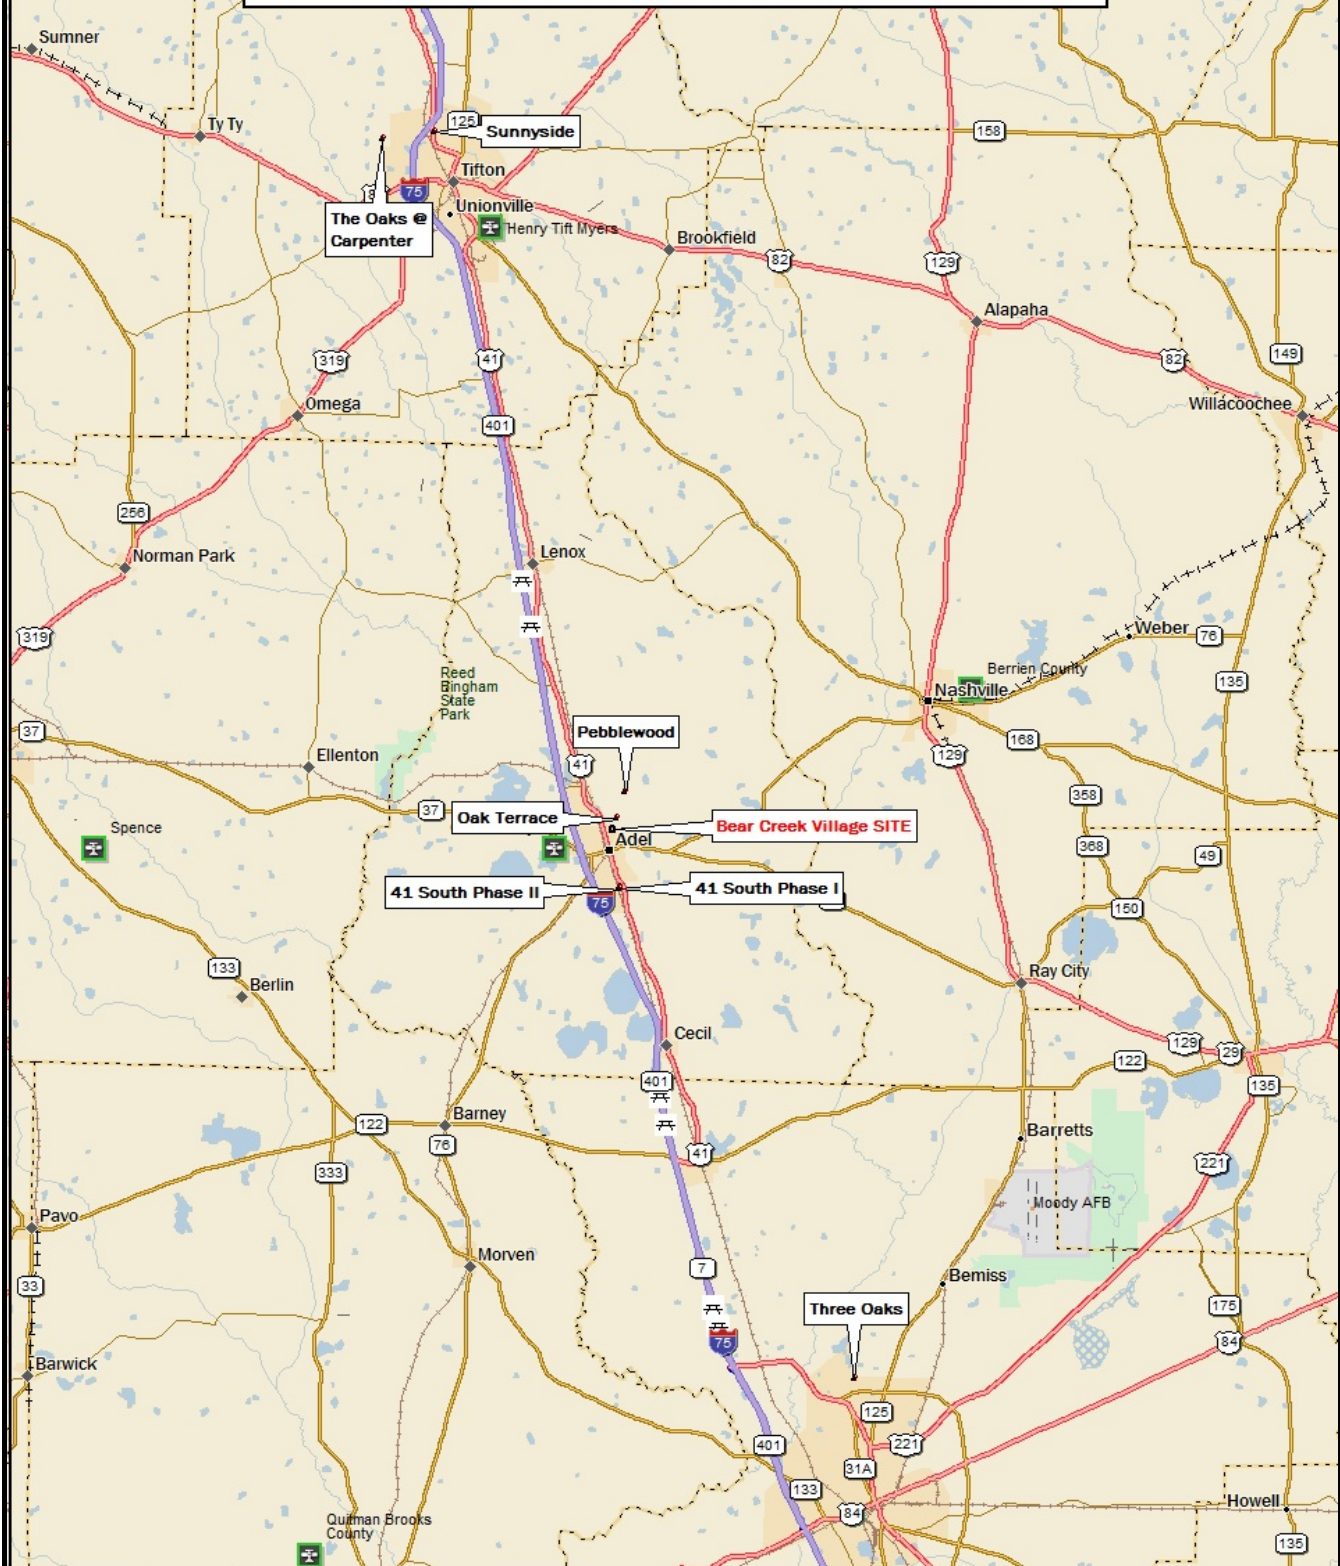 Sumner
Ty Ty
125
Sunnyside
158
Tifton
75
Unionville
The Oaks @
Carpenter
Henry Tift Myers
Brookfield
82
129
Alapaha
319
41
82
149
Omega
401
Willacoochee
256
Norman Park
Lenox
319
Weber
76
Berrien County
Reed
Bingham
State
Park
135
Nashville
37
Pebblewood
168
Ellenton
41
129
358
37
Oak Terrace
Bear Creek Village SITE
Spence
Adel
368
49
41 South Phase II
41 South Phase I
75
150
133
Berlin
Ray City
Cecil
129
29
122
401
135
Barney
122
76
Barretts
41
333
221
Moody AFB
Pavo
Morven
7
Bemiss
33
Three Oaks
175
75
84
Barwick
125
401
221
31A
133
84
Howell
Quitman Brooks
County
135